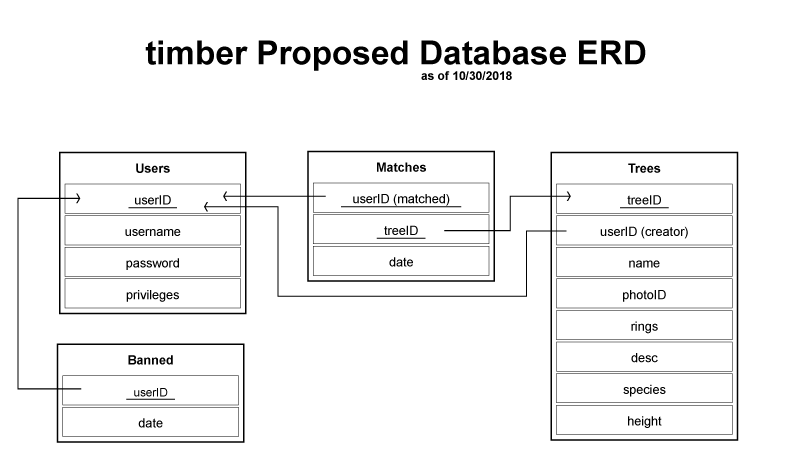 timber Proposed Database ERD
as of 10/30/2018
Users
userID
username
password
privileges
Matches
userID (matched)
treeID
date
Trees
treeID
userID (creator)
name
photoID
rings
desc
species
height
Banned
userID
date